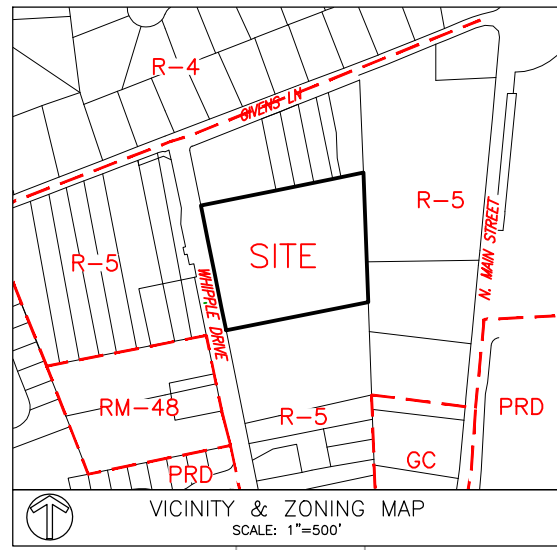 R-4
GIVENS LN
R-5
R-5
SITE
N. MAIN STREET
WHIPPLE DRIVE
RM-48
R-5
PRD
PRD
GC
VICINITY & ZONING MAP
SCALE: 1"=500'